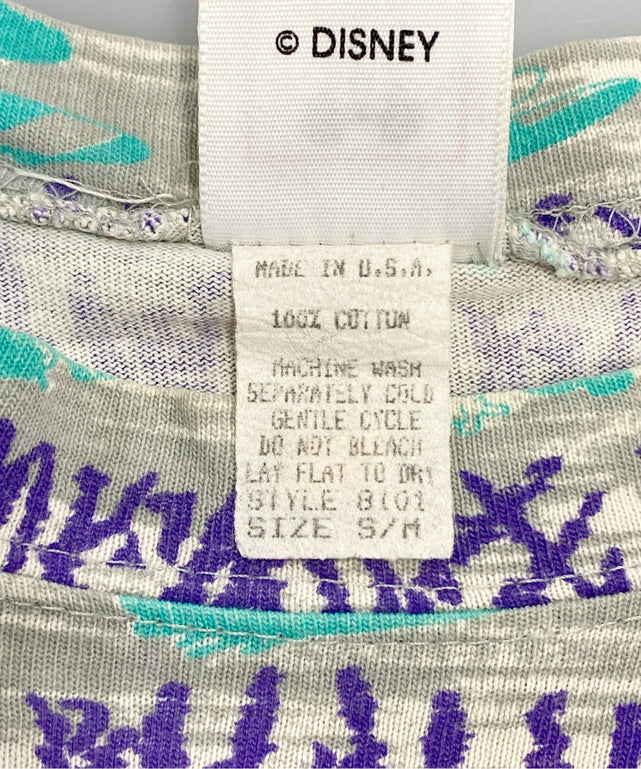 © DISNEY
MADE IN U.S.A.
100% COTTON
MACHINE WASH
SEPARATELY COLD
GENTLE CYCLE
DO NOT BLEACH
LAY FLAT TO DRY
STYLE 8101
SIZE S/M